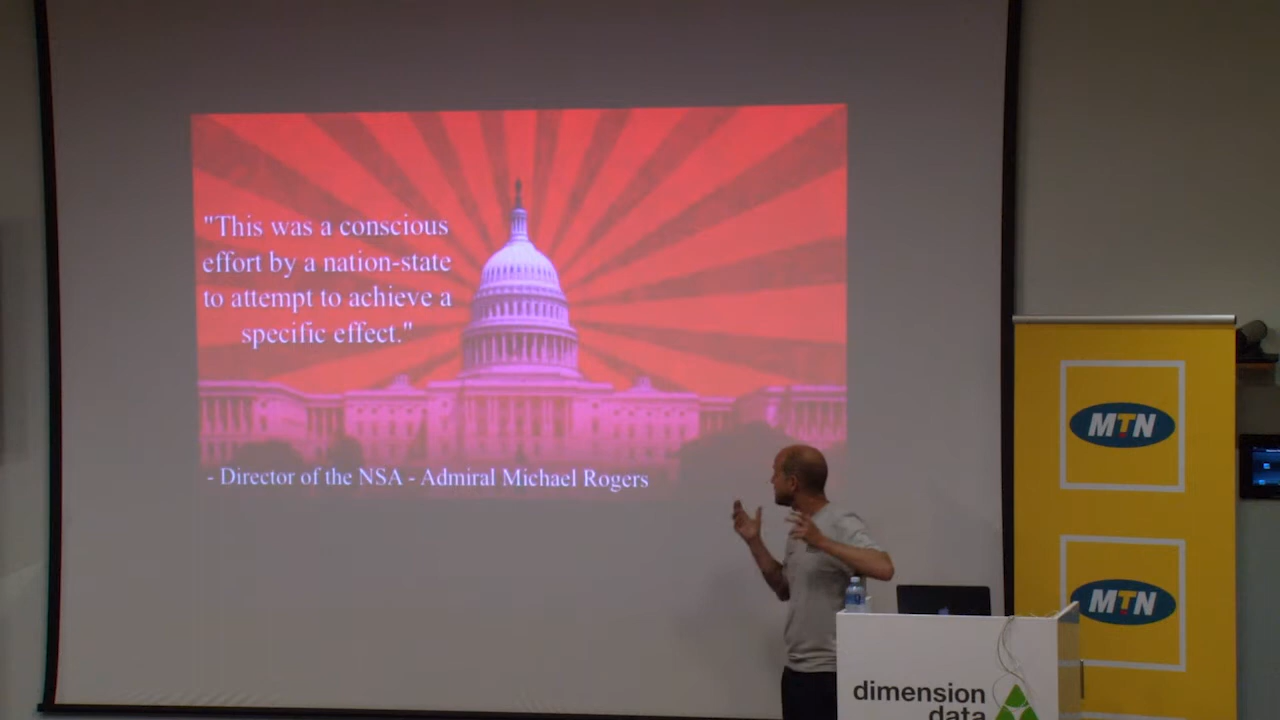 "This was a conscious
effort by a nation-state
to attempt to achieve a
specific effect."
- Director of the NSA - Admiral Michael Rogers
MTN
MTN
dimension
data